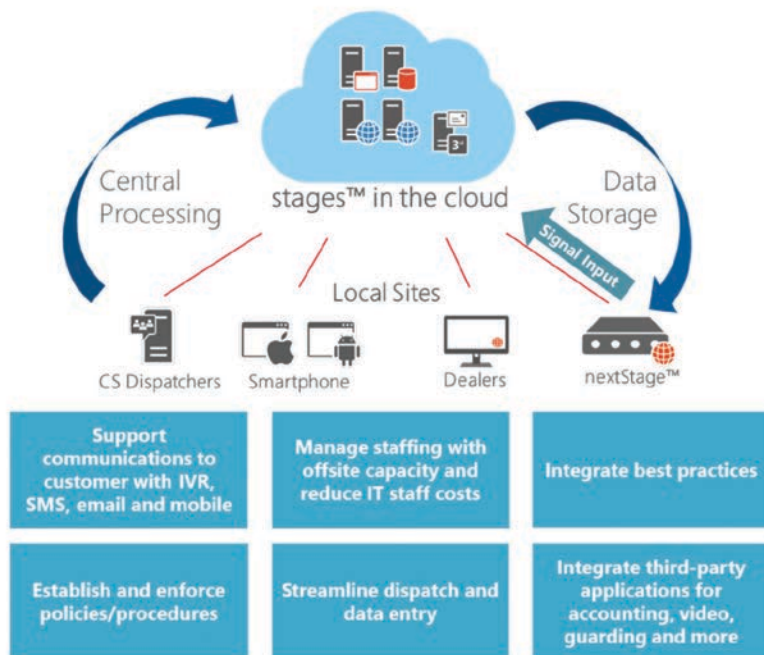 Central
Processing
stages™ in the cloud
Data
Storage
Signal Input
Local Sites
CS Dispatchers
Smartphone
Dealers
nextStage™
Support
communications to
customer with IVR,
SMS, email and mobile
Manage staffing with
offsite capacity and
reduce IT staff costs
Integrate best practices
Establish and enforce
policies/procedures
Streamline dispatch and
data entry
Integrate third-party
applications for
accounting, video,
guarding and more